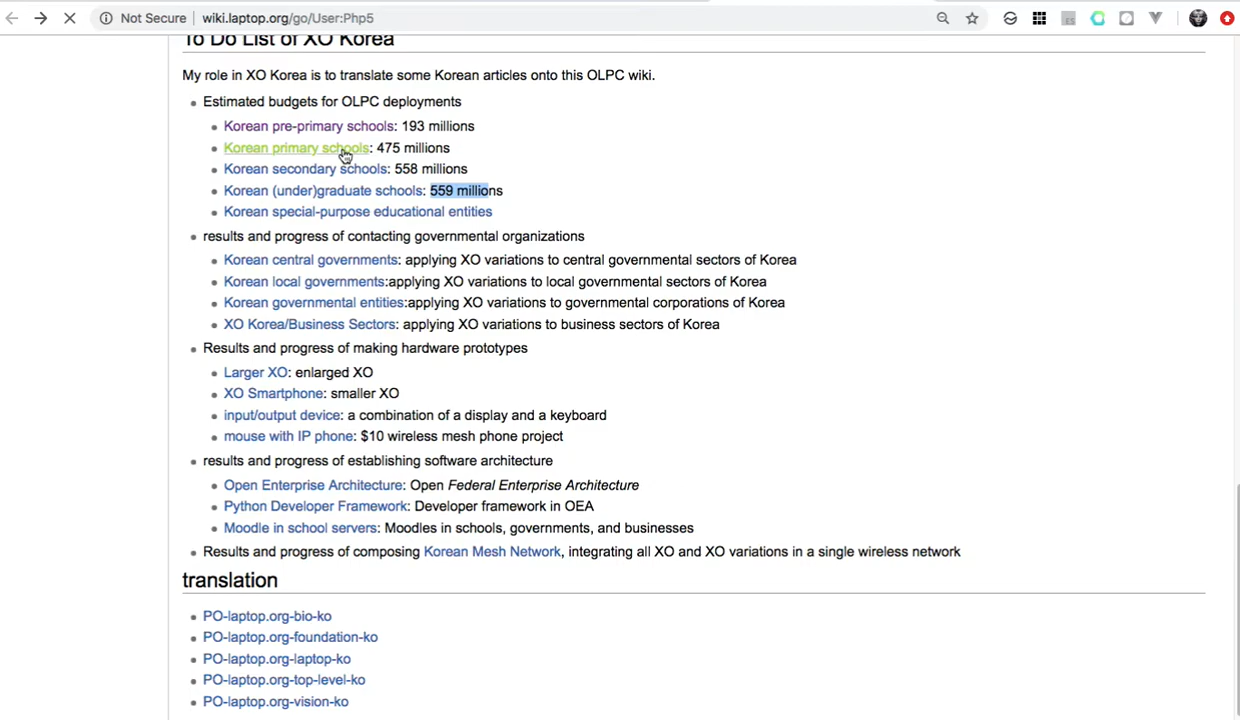 Not Secure wiki.laptop.org/go/User:Php5
To Do List of XO Korea
My role in XO Korea is to translate some Korean articles onto this OLPC wiki.
Estimated budgets for OLPC deployments
Korean pre-primary schools: 193 millions
Korean primary schools: 475 millions
Korean secondary schools: 558 millions
Korean (under)graduate schools: 559 millions
Korean special-purpose educational entities
results and progress of contacting governmental organizations
Korean central governments: applying XO variations to central governmental sectors of Korea
Korean local governments:applying XO variations to local governmental sectors of Korea
Korean governmental entities:applying XO variations to governmental corporations of Korea
XO Korea/Business Sectors: applying XO variations to business sectors of Korea
Results and progress of making hardware prototypes
Larger XO: enlarged XO
XO Smartphone: smaller XO
input/output device: a combination of a display and a keyboard
mouse with IP phone: $10 wireless mesh phone project
results and progress of establishing software architecture
Open Enterprise Architecture: Open Federal Enterprise Architecture
Python Developer Framework: Developer framework in OEA
Moodle in school servers: Moodles in schools, governments, and businesses
Results and progress of composing Korean Mesh Network, integrating all XO and XO variations in a single wireless network
translation
PO-laptop.org-bio-ko
PO-laptop.org-foundation-ko
PO-laptop.org-laptop-ko
PO-laptop.org-top-level-ko
PO-laptop.org-vision-ko